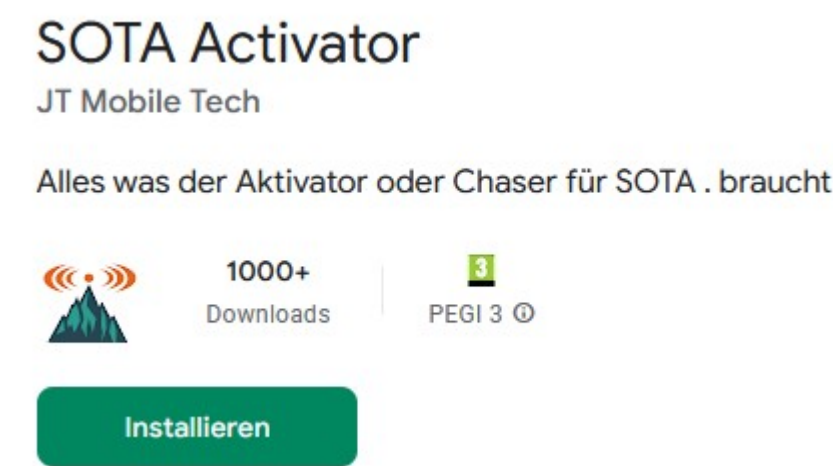 SOTA Activator
JT Mobile Tech
Alles was der Aktivator oder Chaser für SOTA . braucht
1000+
Downloads
3
PEGI 3
Installieren